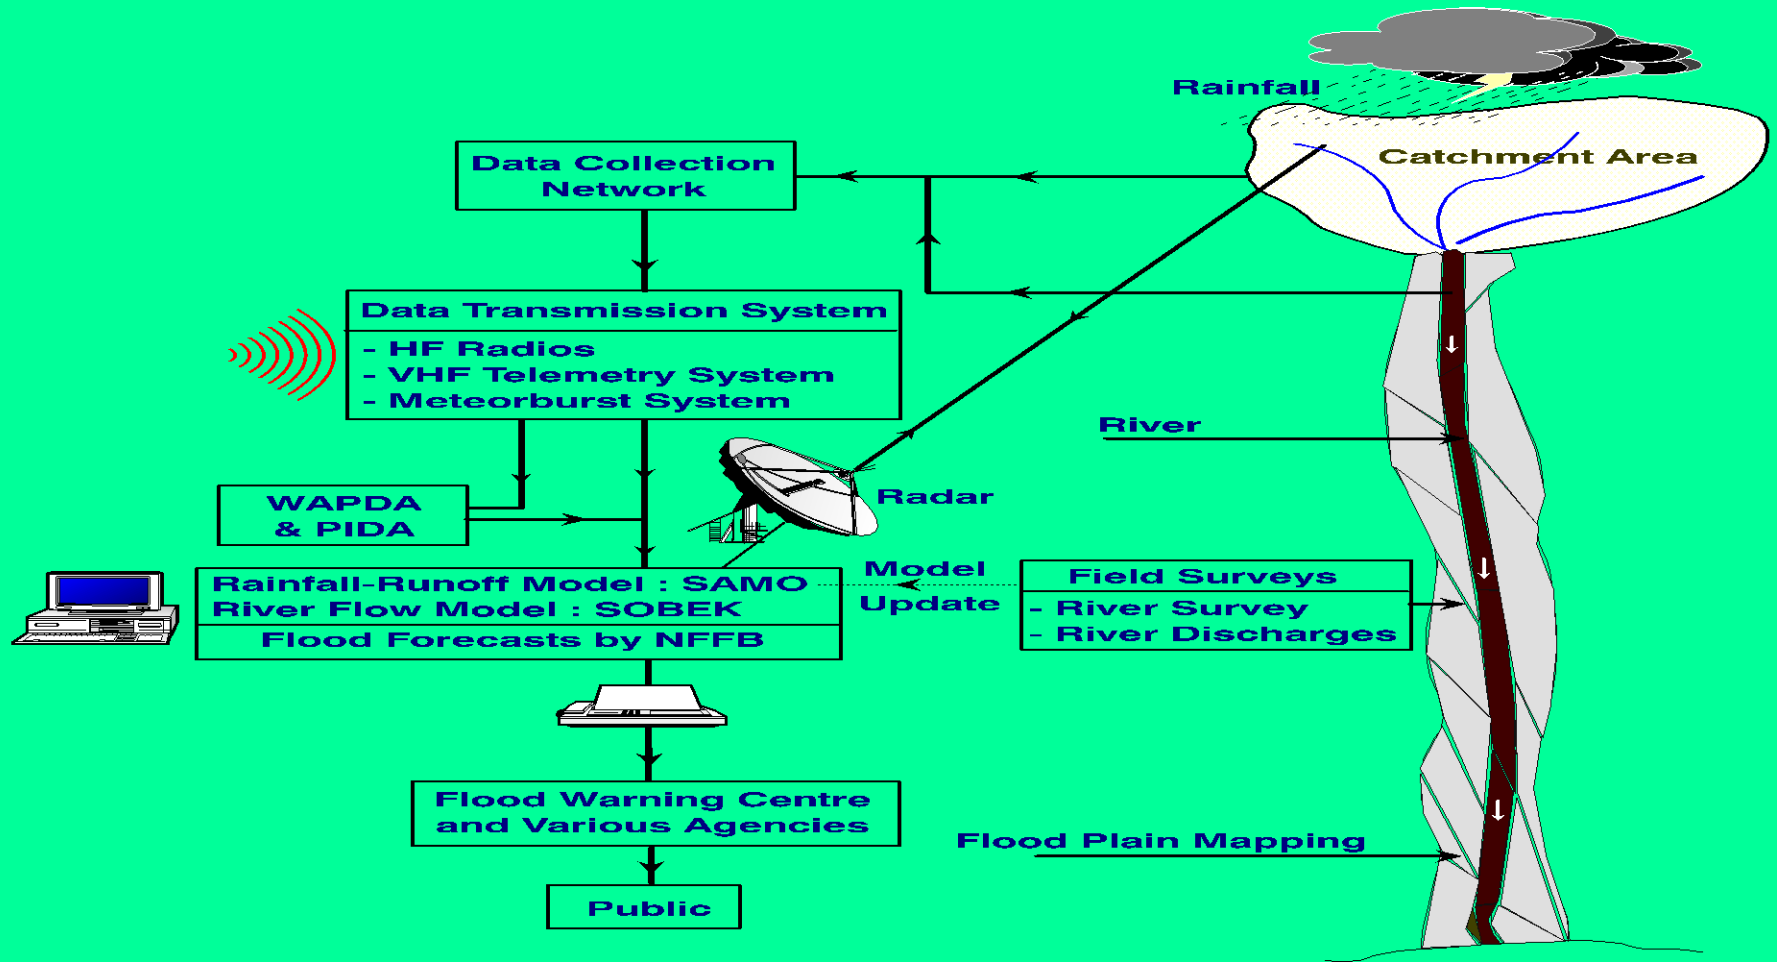 Rainfall
Catchment Area
Data Collection
Network
Data Transmission System
- HF Radios
- VHF Telemetry System
- Meteorburst System
River
WAPDA
& PIDA
Radar
Rainfall-Runoff Model : SAMO
River Flow Model : SOBEK
Flood Forecasts by NFFB
Model
Update
Field Surveys
- River Survey
- River Discharges
Flood Warning Centre
and Various Agencies
Flood Plain Mapping
Public